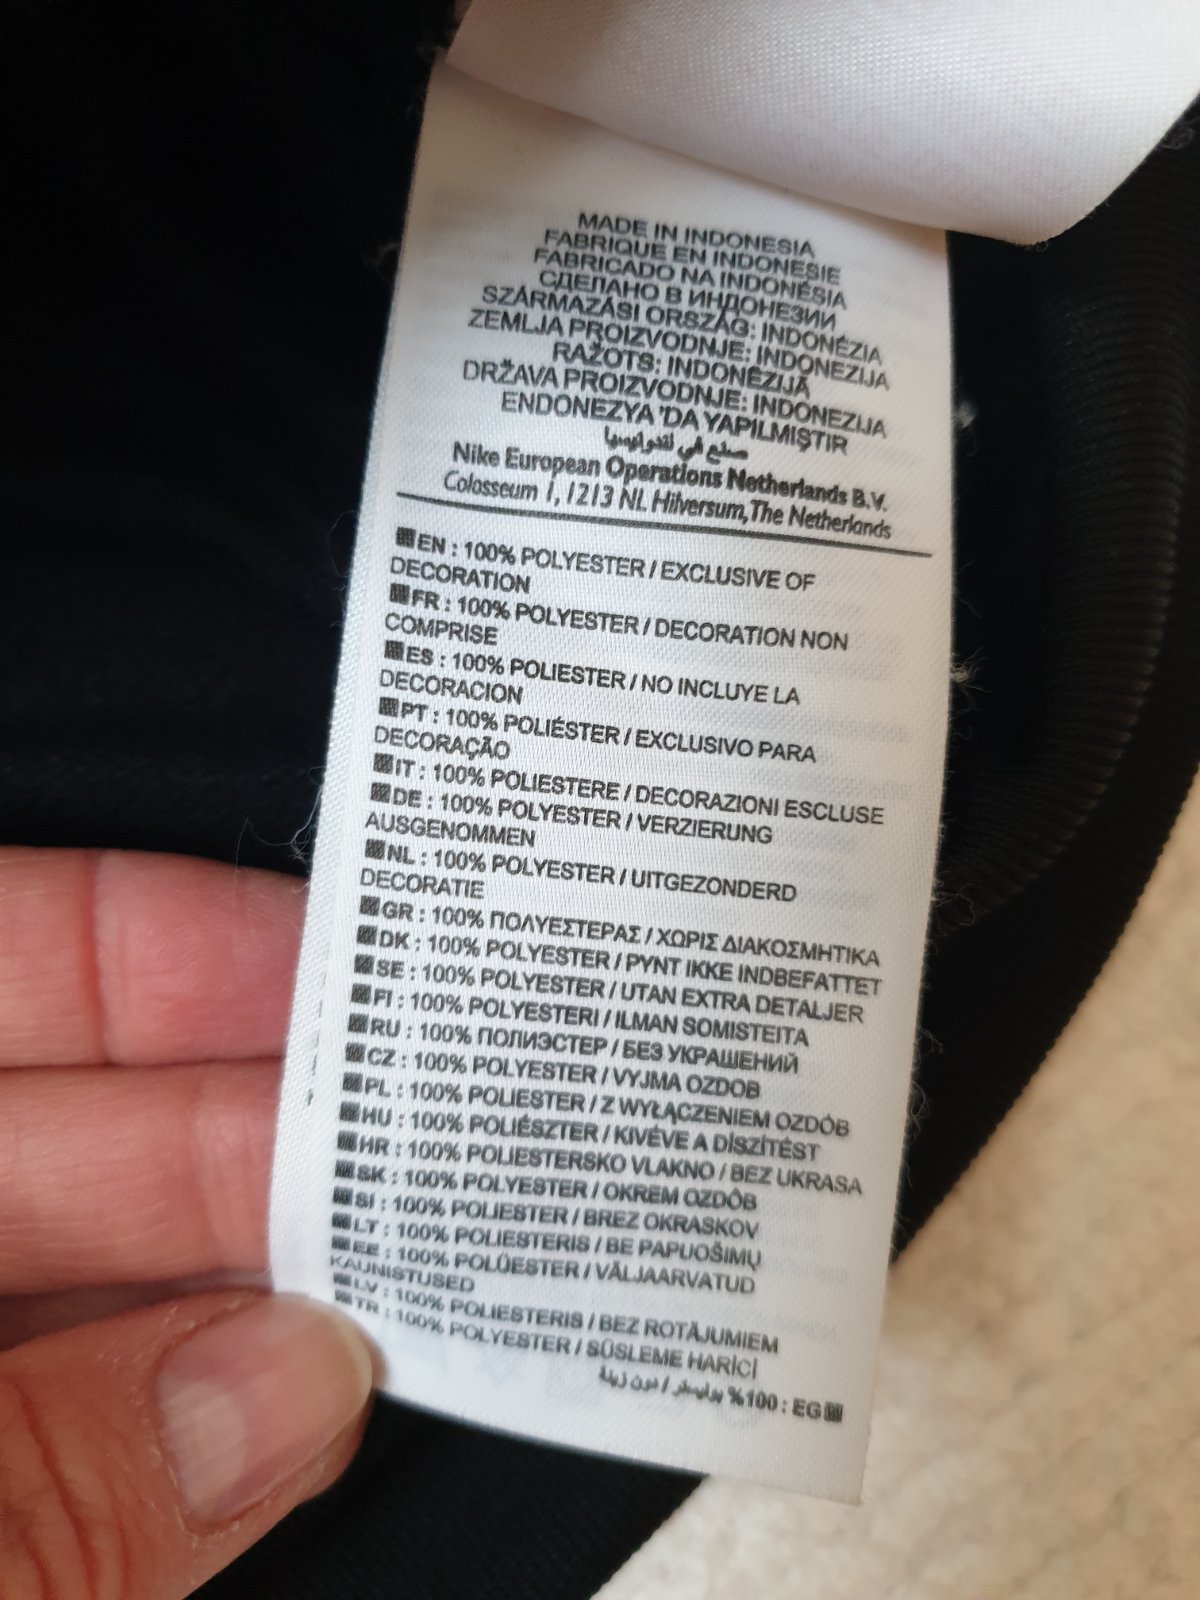 MADE IN INDONESIA
FABRIQUE EN INDONESIE
FABRICADO NA INDONÉSIA
СДЕЛАНО В ИНДОНЕЗИИ
SZÁRMAZÁSI ORSZÁG: INDONÉZIA
ZEMLJA PROIZVODNJE: INDONEZIJA
RAŽOTS: INDONĒZIJĀ
DRŽAVA PROIZVODNJE: INDONEZIJA
ENDONEZYA 'DA YAPILMIŞTIR
صنع في اندونيسيا
Nike European Operations Netherlands B.V.
Colosseum 1, 1213 NL Hilversum, The Netherlands
EN : 100% POLYESTER / EXCLUSIVE OF
DECORATION
FR : 100% POLYESTER / DECORATION NON
COMPRISE
ES : 100% POLIESTER / NO INCLUYE LA
DECORACION
PT : 100% POLIÉSTER / EXCLUSIVO PARA
DECORAÇÃO
IT : 100% POLIESTERE / DECORAZIONI ESCLUSE
DE : 100% POLYESTER / VERZIERUNG
AUSGENOMMEN
NL : 100% POLYESTER / UITGEZONDERD
DECORATIE
GR : 100% ΠΟΛΥΕΣΤΕΡΑΣ / ΧΩΡΙΣ ΔΙΑΚΟΣΜΗΤΙΚΑ
DK : 100% POLYESTER / PYNT IKKE INDBEFATTET
SE : 100% POLYESTER / UTAN EXTRA DETALJER
FI : 100% POLYESTERI / ILMAN SOMISTEITA
RU : 100% ПОЛИЭСТЕР / БЕЗ УКРАШЕНИЙ
CZ : 100% POLYESTER / VYJMA OZDOB
PL : 100% POLIESTER / Z WYŁĄCZENIEM OZDÓB
HU : 100% POLIÉSZTER / KIVÉVE A DÍSZÍTÉST
HR : 100% POLIESTERSKO VLAKNO / BEZ UKRASA
SK : 100% POLYESTER / OKREM OZDÔB
SI : 100% POLIESTER / BREZ OKRASKOV
LT : 100% POLIESTERIS / BE PAPUOŠIMŲ
EE : 100% POLÜESTER / VÄLJAARVATUD
KAUNISTUSED
LV : 100% POLIESTERIS / BEZ ROTĀJUMIEM
TR : 100% POLYESTER / SÜSLEME HARİCİ
EG : 100% بوليستر / دون زينة